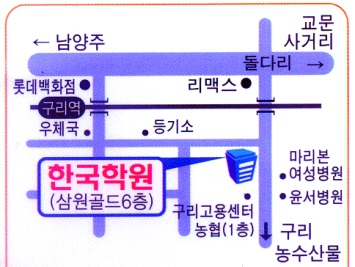 교문
사거리
← 남양주
돌다리 →
롯데백화점
리맥스
구리역
우체국
등기소
한국학원
(삼원골드6층)
마리본
여성병원
구리고용센터
농협(1층)
윤서병원
↓ 구리
농수산물